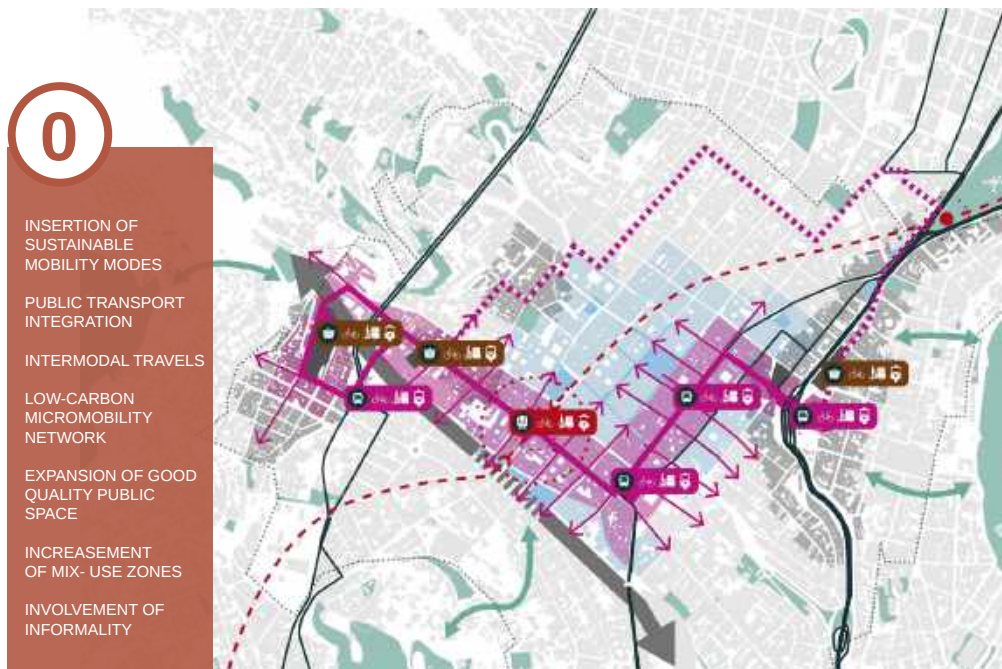 0
INSERTION OF
SUSTAINABLE
MOBILITY MODES
PUBLIC TRANSPORT
INTEGRATION
INTERMODAL TRAVELS
LOW-CARBON
MICROMOBILITY
NETWORK
EXPANSION OF GOOD
QUALITY PUBLIC
SPACE
INCREASEMENT
OF MIX- USE ZONES
INVOLVEMENT OF
INFORMALITY